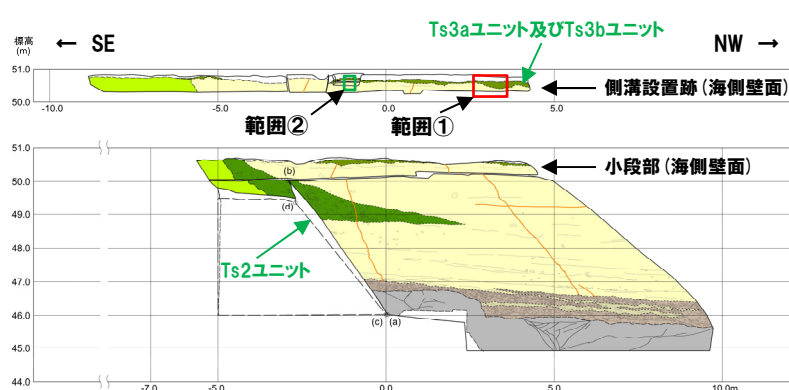 Ts3aユニット及びTs3bユニット
標高
(m)
← SE
NW →
51.0
50.0
-10.0
-5.0
0.0
5.0
側溝設置跡(海側壁面)
範囲②
範囲①
51.0
小段部(海側壁面)
50.0
(b)
(d)
49.0
48.0
Ts2ユニット
47.0
46.0
(c)
(a)
45.0
44.0
-7.0
-5.0
0.0
5.0
10.0m